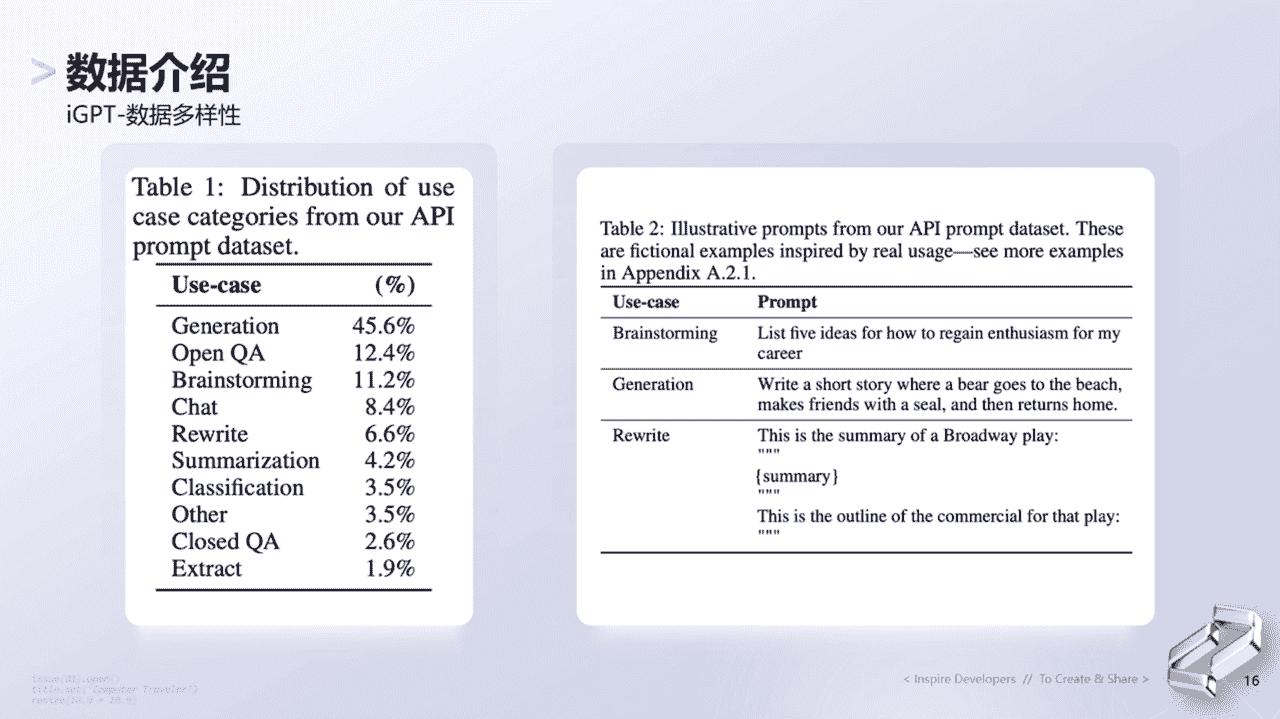 > 数据介绍
iGPT-数据多样性
Table 1: Distribution of use
case categories from our API
prompt dataset.
Use-case (%)
Generation 45.6%
Open QA 12.4%
Brainstorming 11.2%
Chat 8.4%
Rewrite 6.6%
Summarization 4.2%
Classification 3.5%
Other 3.5%
Closed QA 2.6%
Extract 1.9%
Table 2: Illustrative prompts from our API prompt dataset. These
are fictional examples inspired by real usage—see more examples
in Appendix A.2.1.
Use-case Prompt
Brainstorming List five ideas for how to regain enthusiasm for my
career
Generation Write a short story where a bear goes to the beach,
makes friends with a seal, and then returns home.
Rewrite This is the summary of a Broadway play:
"""
{summary}
"""
This is the outline of the commercial for that play:
"""
title.set('Computer Traveler')
< Inspire Developers // To Create & Share >
16